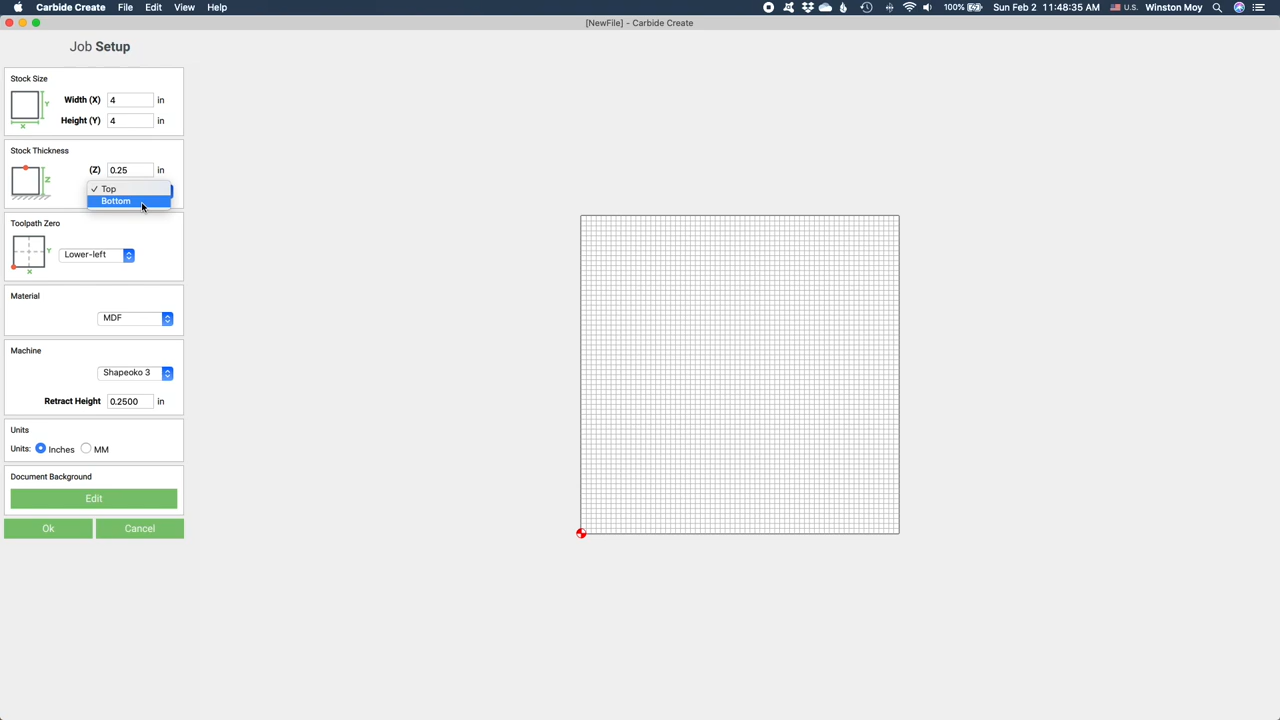 Carbide Create File Edit View Help 100% Sun Feb 2 11:48:35 AM U.S. Winston Moy
[NewFile] - Carbide Create
Job Setup
Stock Size
Y
Width (X) 4 in
Height (Y) 4 in
X
Stock Thickness
(Z) 0.25 in
Z
✓ Top
Bottom
Toolpath Zero
Y
Lower-left
X
Material
MDF
Machine
Shapeoko 3
Retract Height 0.2500 in
Units
Units: Inches MM
Document Background
Edit
Ok Cancel